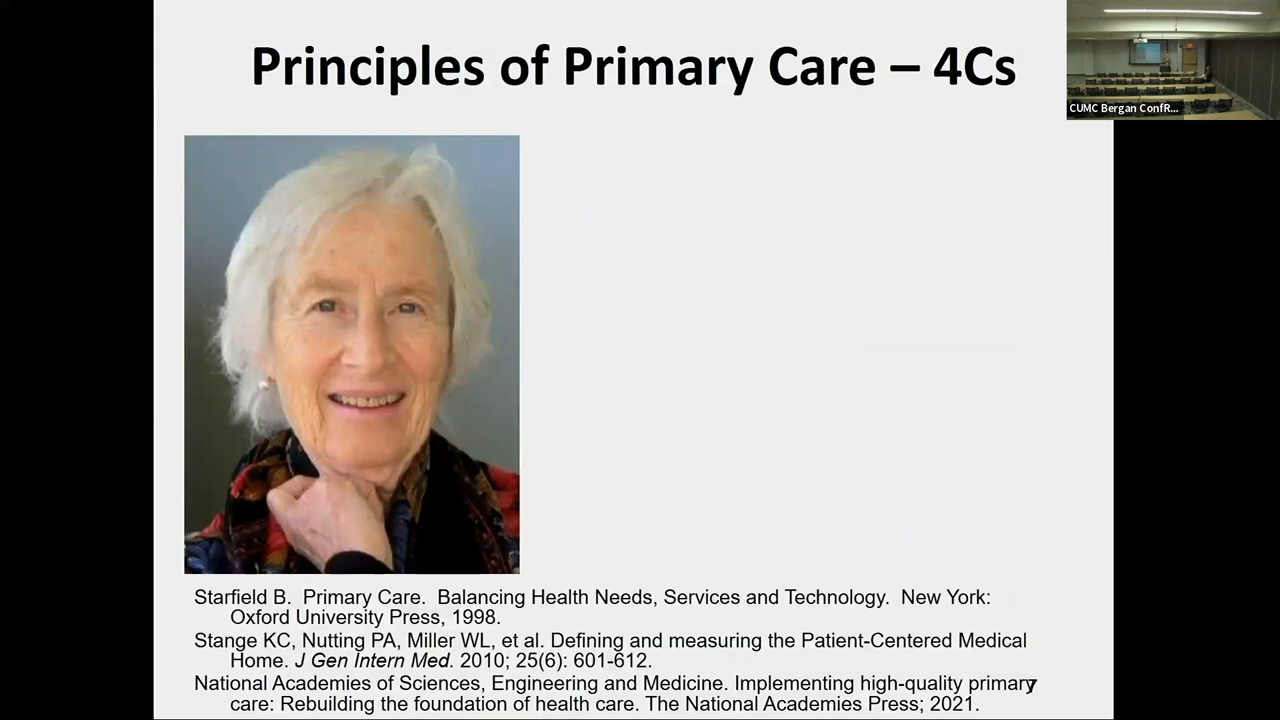 Principles of Primary Care – 4Cs
CUMC Bergan ConfR...
Starfield B.  Primary Care.  Balancing Health Needs, Services and Technology.  New York:
Oxford University Press, 1998.
Stange KC, Nutting PA, Miller WL, et al. Defining and measuring the Patient-Centered Medical
Home. J Gen Intern Med. 2010; 25(6): 601-612.
National Academies of Sciences, Engineering and Medicine. Implementing high-quality primary
7
care: Rebuilding the foundation of health care. The National Academies Press; 2021.